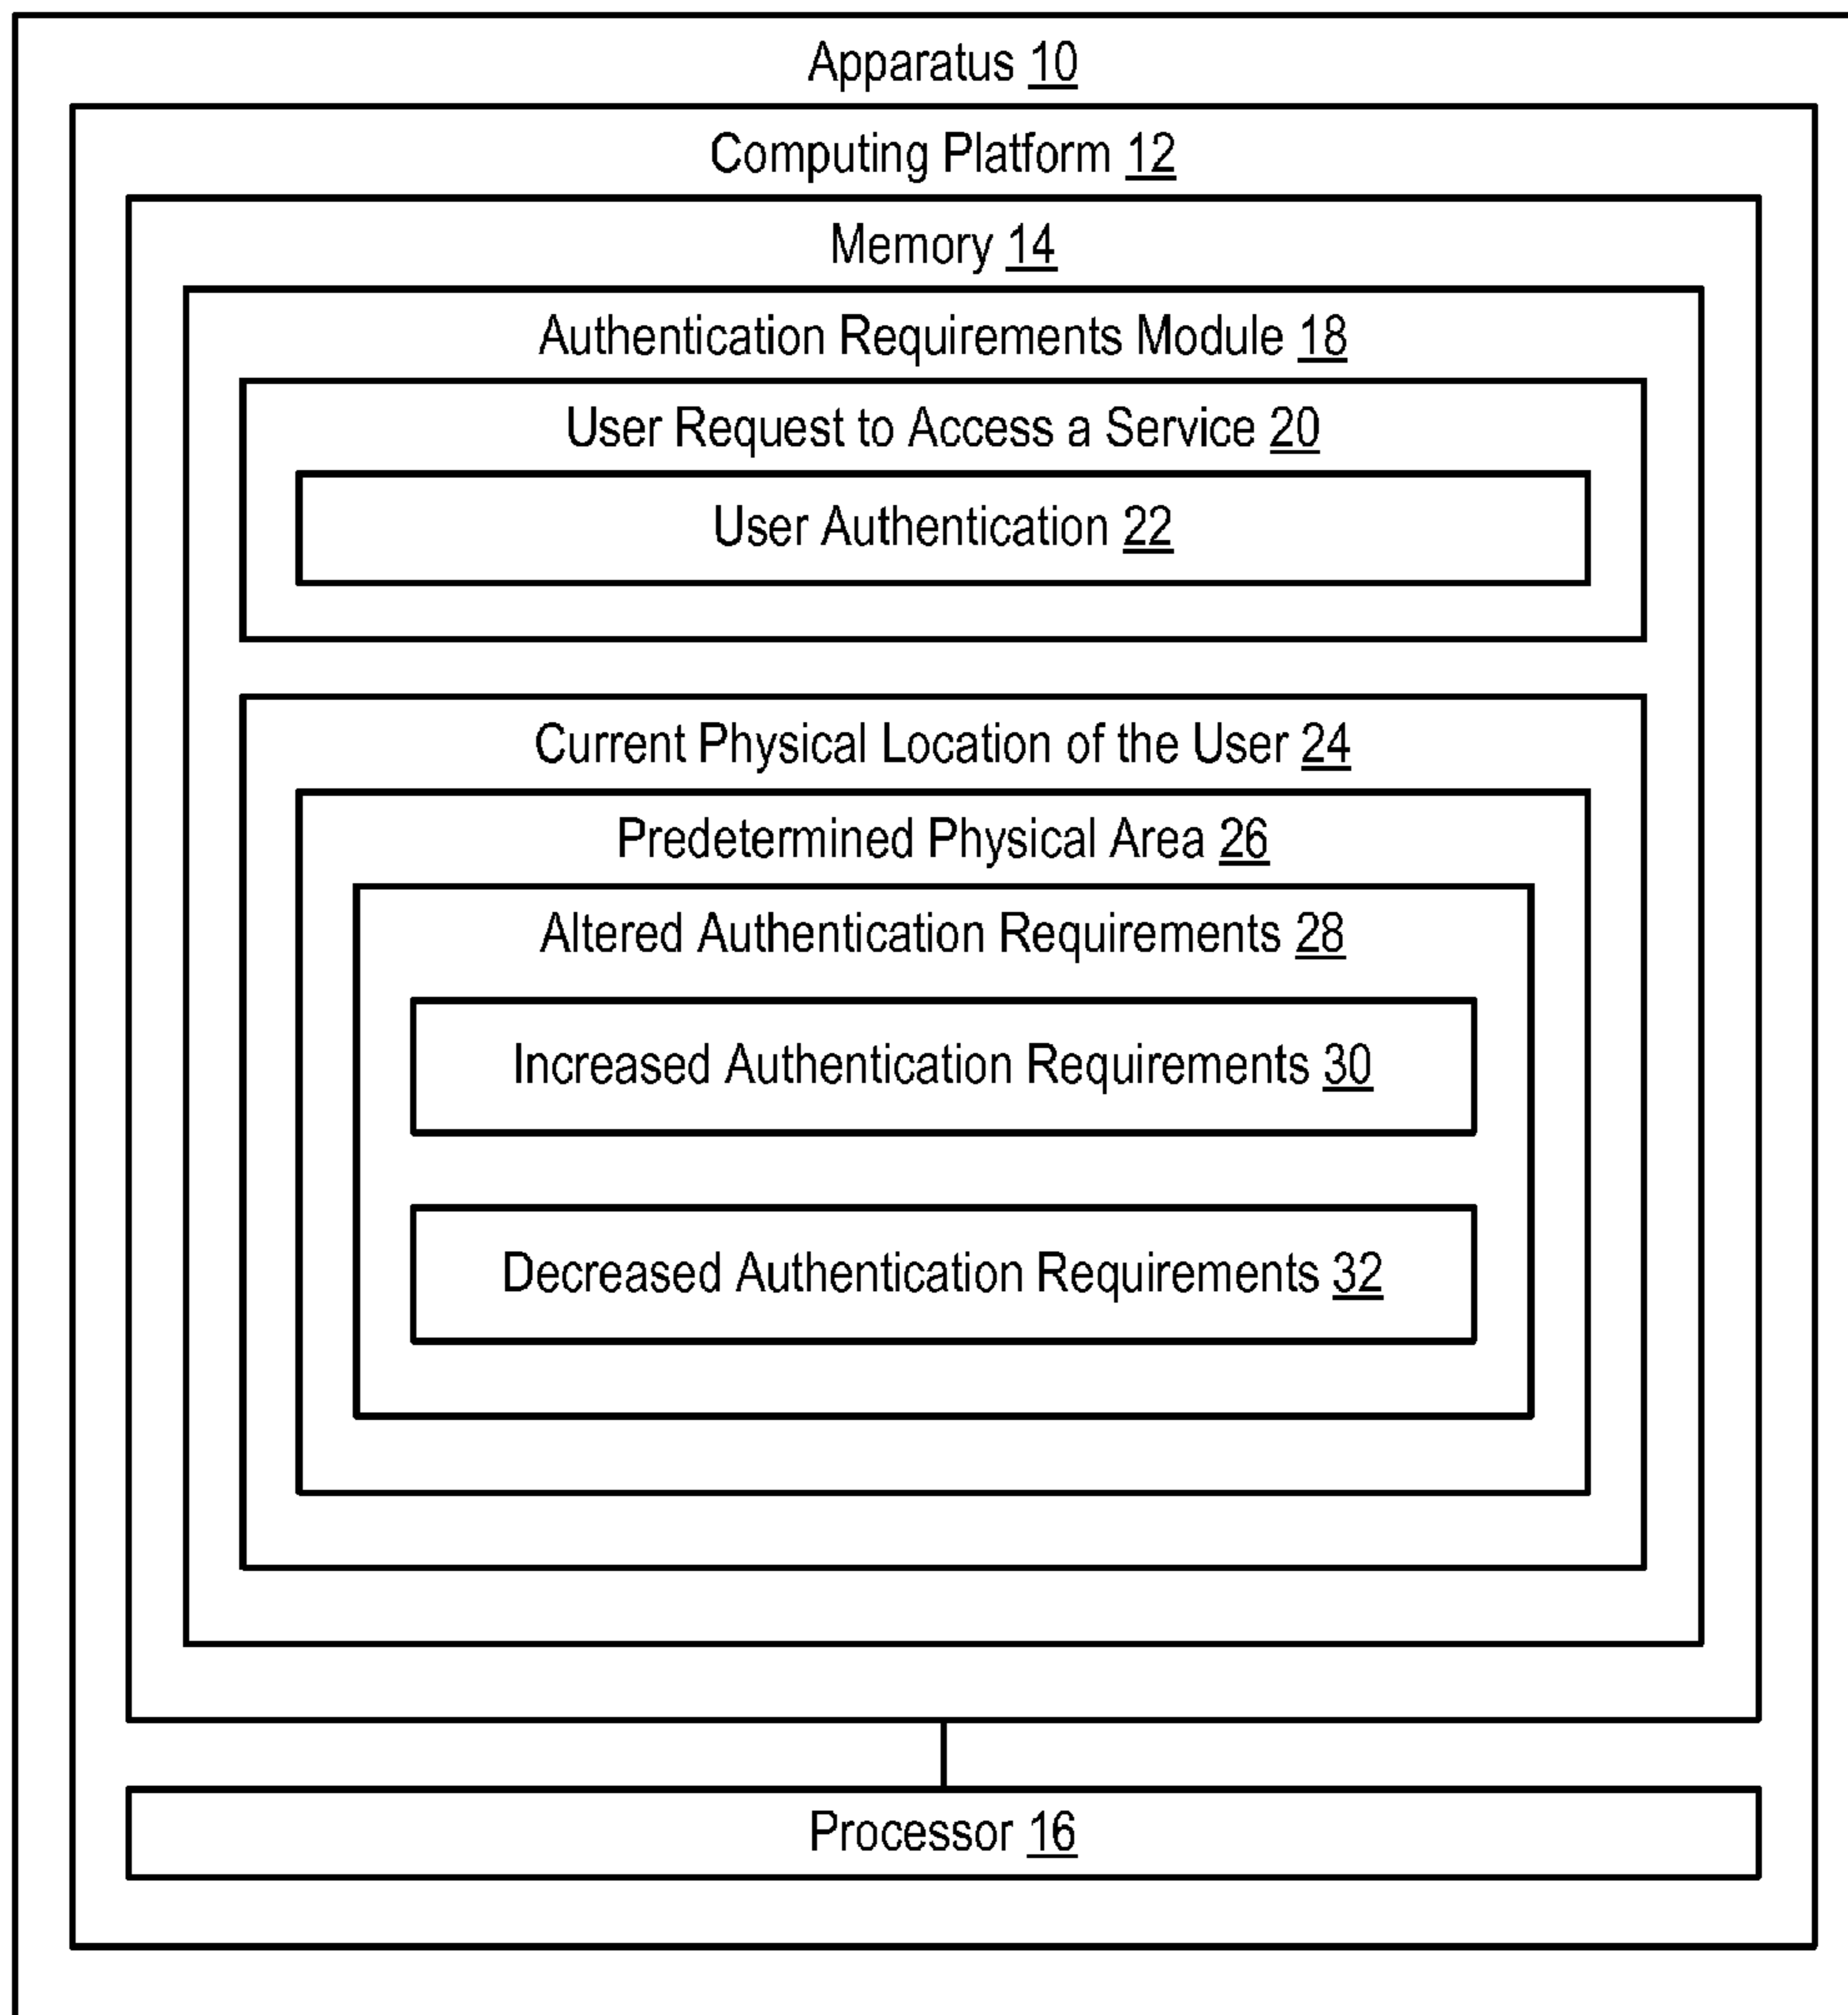 Apparatus 10
Computing Platform 12
Memory 14
Authentication Requirements Module 18
User Request to Access a Service 20
User Authentication 22
Current Physical Location of the User 24
Predetermined Physical Area 26
Altered Authentication Requirements 28
Increased Authentication Requirements 30
Decreased Authentication Requirements 32
Processor 16